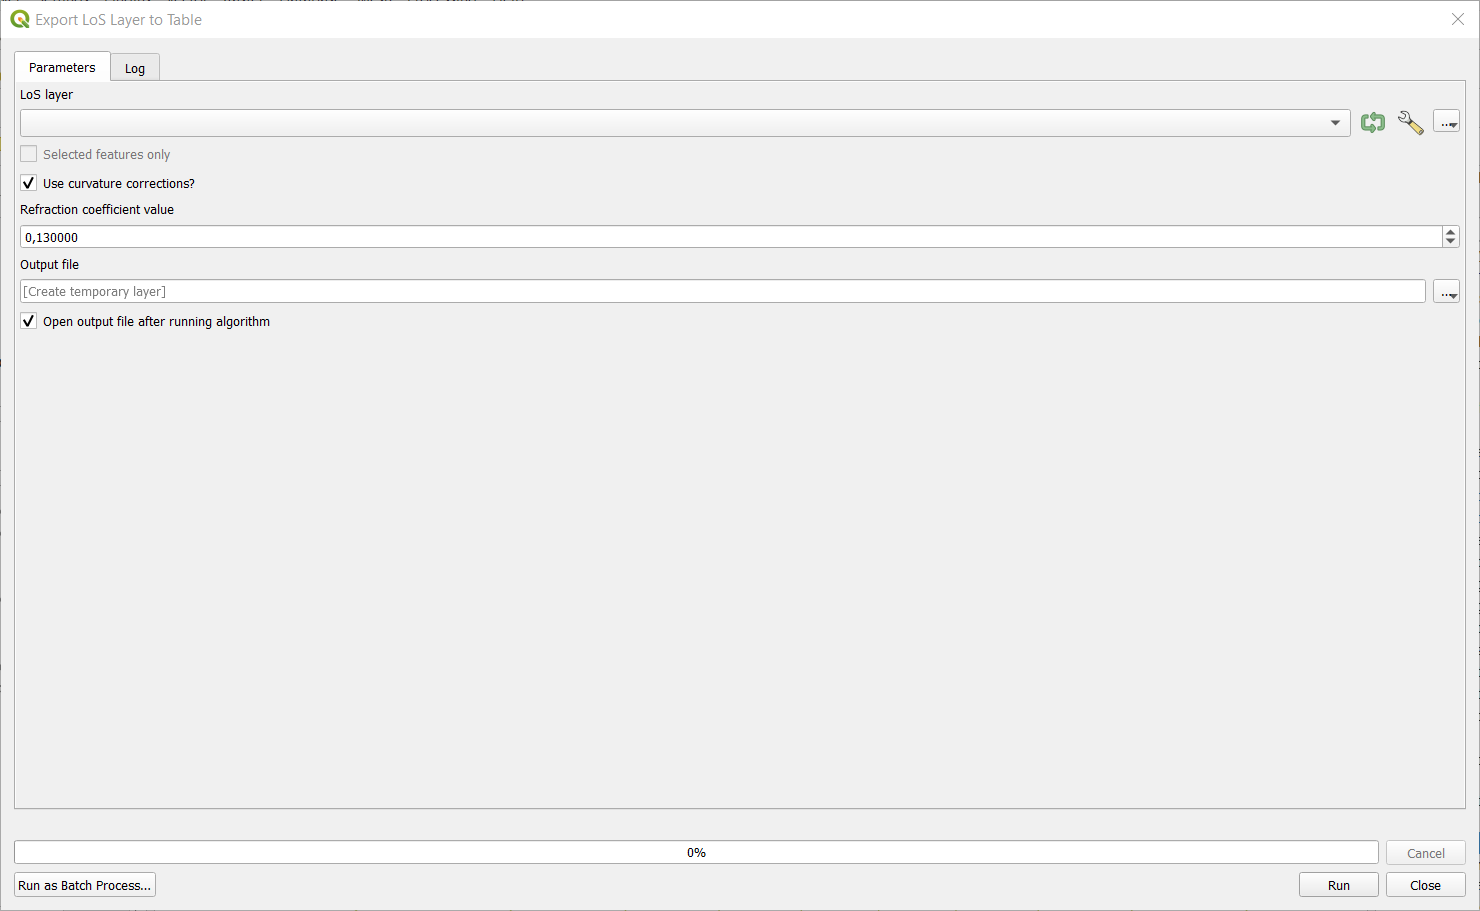 Export LoS Layer to Table
Parameters
Log
LoS layer
...
Selected features only
Use curvature corrections?
Refraction coefficient value
0,130000
Output file
[Create temporary layer]
...
Open output file after running algorithm
0%
Cancel
Run as Batch Process...
Run
Close